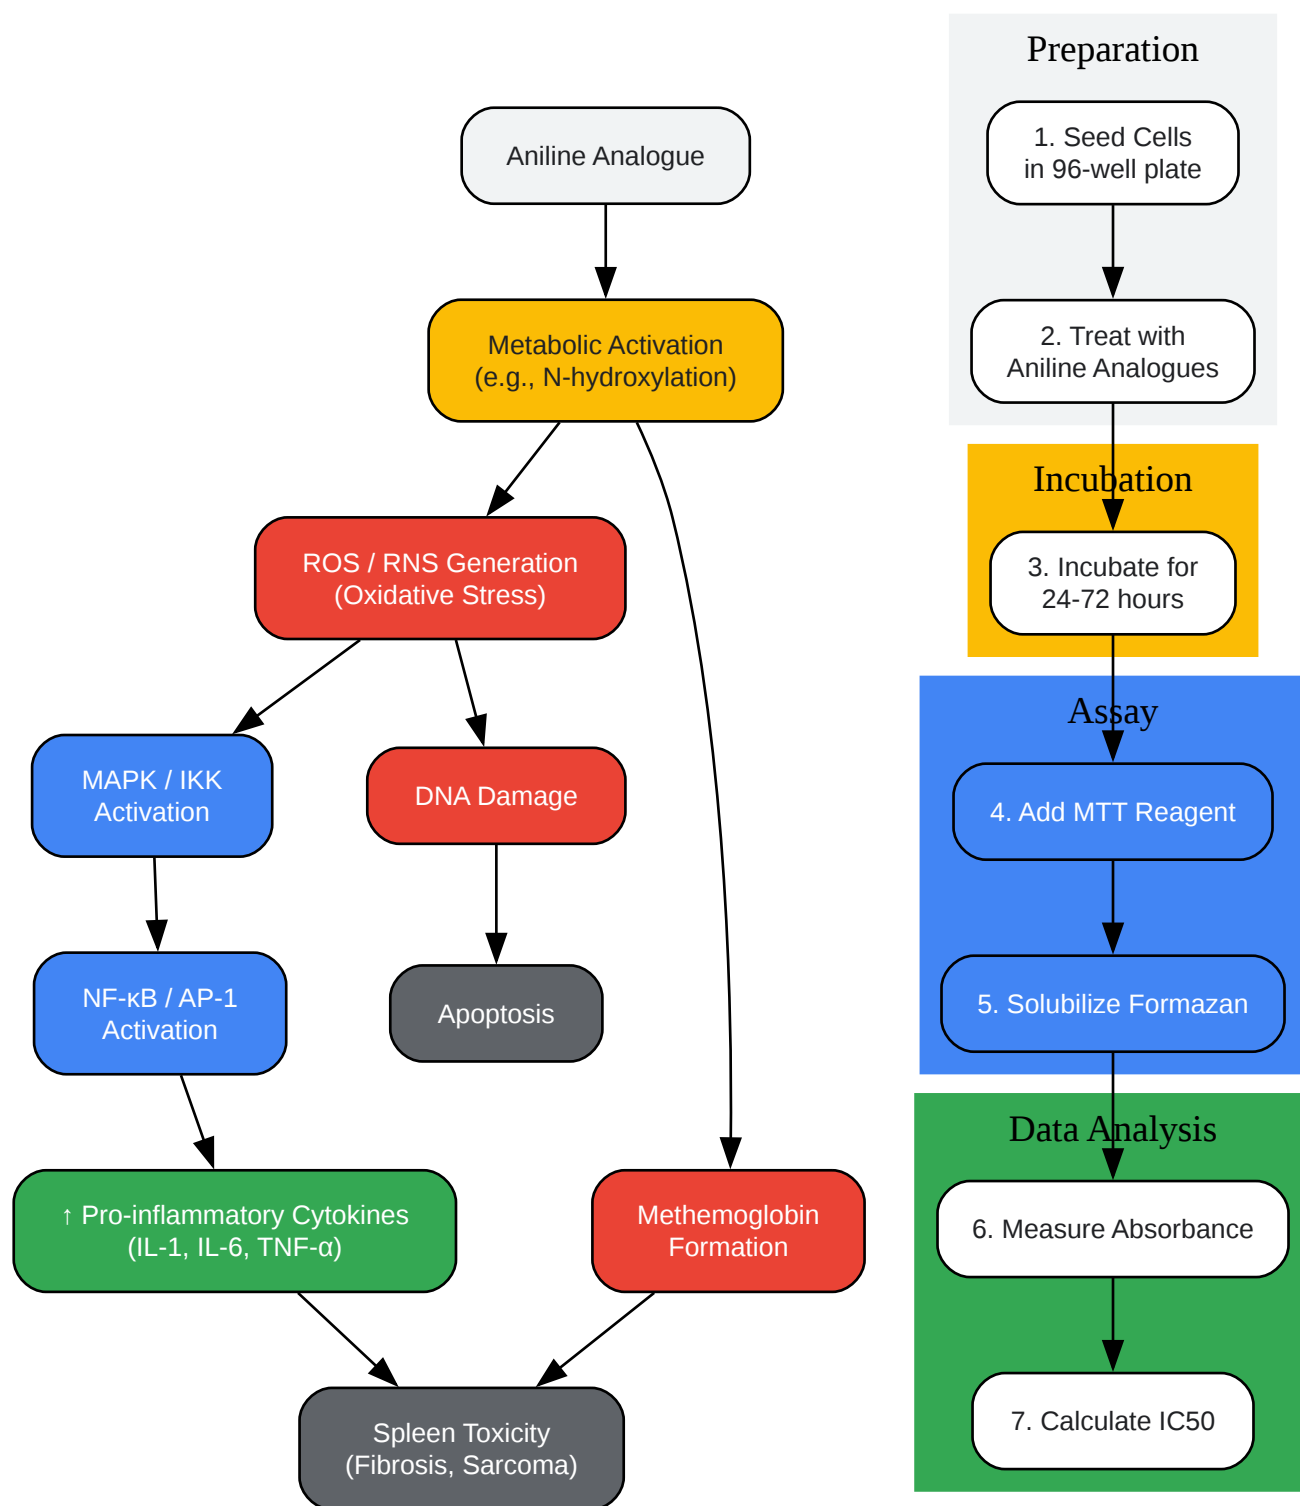 Aniline Analogue
Metabolic Activation
(e.g., N-hydroxylation)
ROS / RNS Generation
(Oxidative Stress)
MAPK / IKK
Activation
DNA Damage
NF-κB / AP-1
Activation
Apoptosis
↑ Pro-inflammatory Cytokines
(IL-1, IL-6, TNF-α)
Methemoglobin
Formation
Spleen Toxicity
(Fibrosis, Sarcoma)
Preparation
1. Seed Cells
in 96-well plate
2. Treat with
Aniline Analogues
Incubation
3. Incubate for
24-72 hours
Assay
4. Add MTT Reagent
5. Solubilize Formazan
Data Analysis
6. Measure Absorbance
7. Calculate IC50